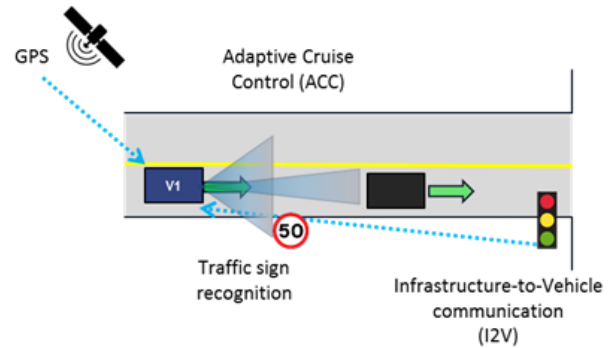 GPS
Adaptive Cruise
Control (ACC)
V1
50
Traffic sign
recognition
Infrastructure-to-Vehicle
communication
(I2V)